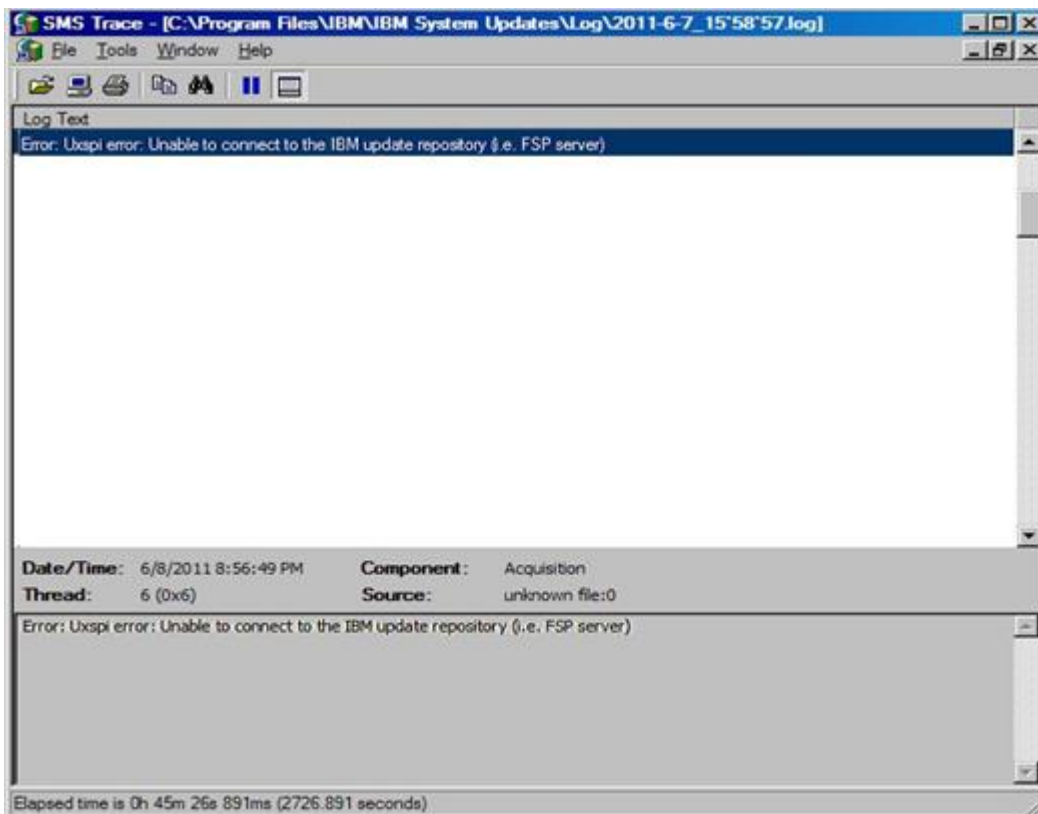 SMS Trace - [C:\Program Files\IBM\IBM System Updates\Log\2011-6-7_15`58`57.log]
File Tools Window Help
Log Text
Error: Uxspi error: Unable to connect to the IBM update repository (i.e. FSP server)
Date/Time: 6/8/2011 8:56:49 PM Component: Acquisition
Thread: 6 (0x6) Source: unknown file:0
Error: Uxspi error: Unable to connect to the IBM update repository (i.e. FSP server)
Elapsed time is 0h 45m 26s 891ms (2726.891 seconds)